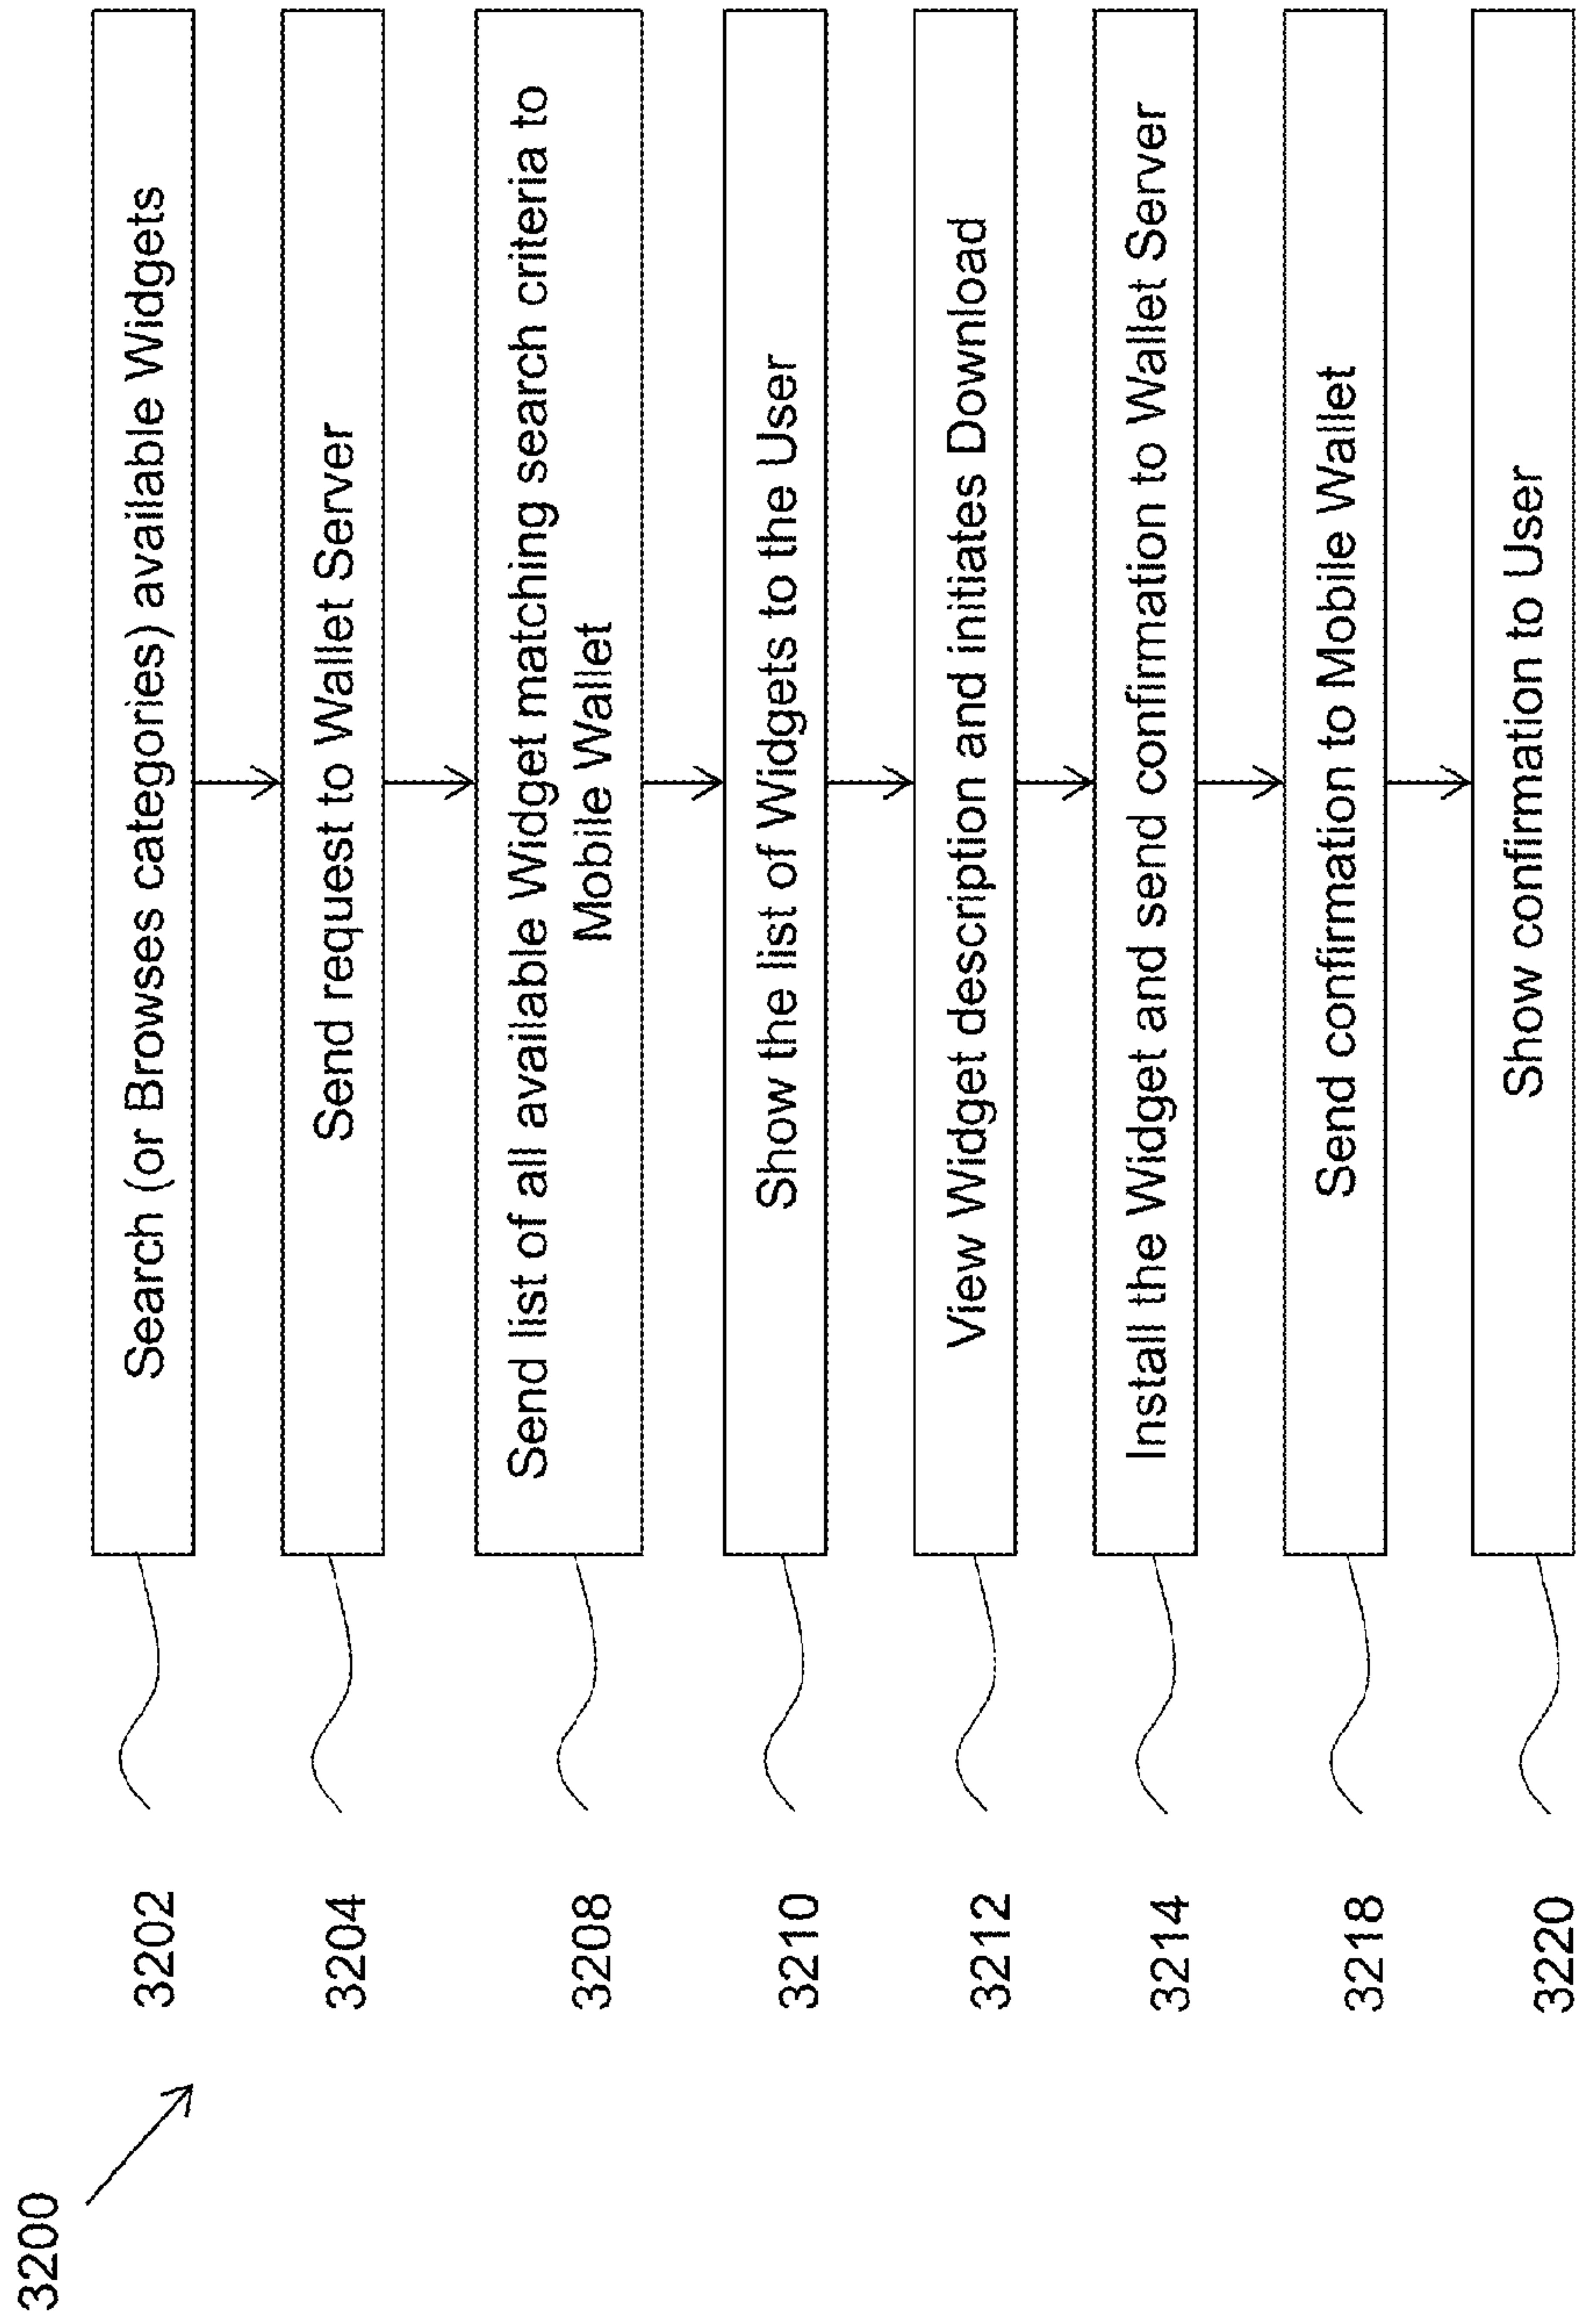 3200
3202
Search (or Browses categories) available Widgets
3204
Send request to Wallet Server
3208
Send list of all available Widget matching search criteria to
Mobile Wallet
3210
Show the list of Widgets to the User
3212
View Widget description and initiates Download
3214
Install the Widget and send confirmation to Wallet Server
3218
Send confirmation to Mobile Wallet
3220
Show confirmation to User